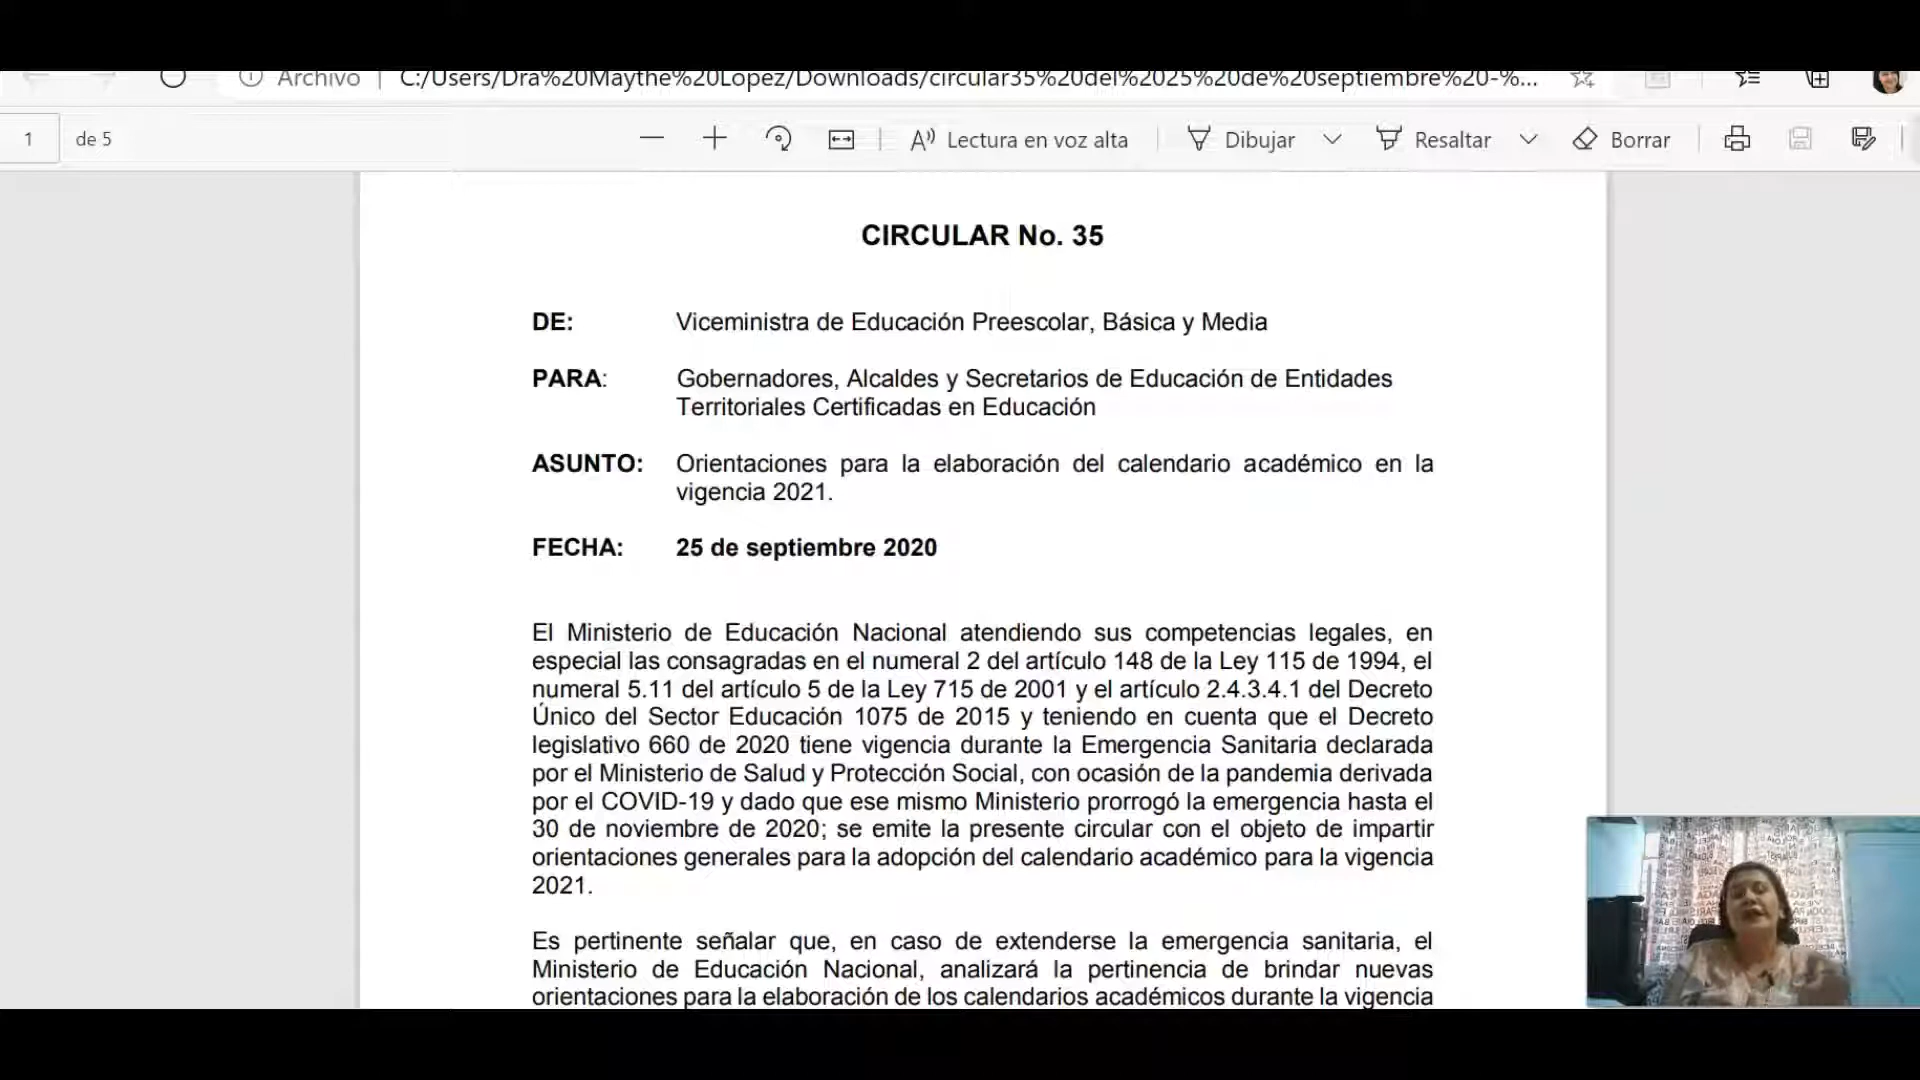 Archivo | C:/Users/Dra%20Maythe%20Lopez/Downloads/circular35%20del%2025%20de%20septiembre%20-%...
1 de 5 Lectura en voz alta Dibujar Resaltar Borrar
CIRCULAR No. 35
DE: Viceministra de Educación Preescolar, Básica y Media
PARA: Gobernadores, Alcaldes y Secretarios de Educación de Entidades
Territoriales Certificadas en Educación
ASUNTO: Orientaciones para la elaboración del calendario académico en la
vigencia 2021.
FECHA: 25 de septiembre 2020
El Ministerio de Educación Nacional atendiendo sus competencias legales, en
especial las consagradas en el numeral 2 del artículo 148 de la Ley 115 de 1994, el
numeral 5.11 del artículo 5 de la Ley 715 de 2001 y el artículo 2.4.3.4.1 del Decreto
Único del Sector Educación 1075 de 2015 y teniendo en cuenta que el Decreto
legislativo 660 de 2020 tiene vigencia durante la Emergencia Sanitaria declarada
por el Ministerio de Salud y Protección Social, con ocasión de la pandemia derivada
por el COVID-19 y dado que ese mismo Ministerio prorrogó la emergencia hasta el
30 de noviembre de 2020; se emite la presente circular con el objeto de impartir
orientaciones generales para la adopción del calendario académico para la vigencia
2021.
Es pertinente señalar que, en caso de extenderse la emergencia sanitaria, el
Ministerio de Educación Nacional, analizará la pertinencia de brindar nuevas
orientaciones para la elaboración de los calendarios académicos durante la vigencia